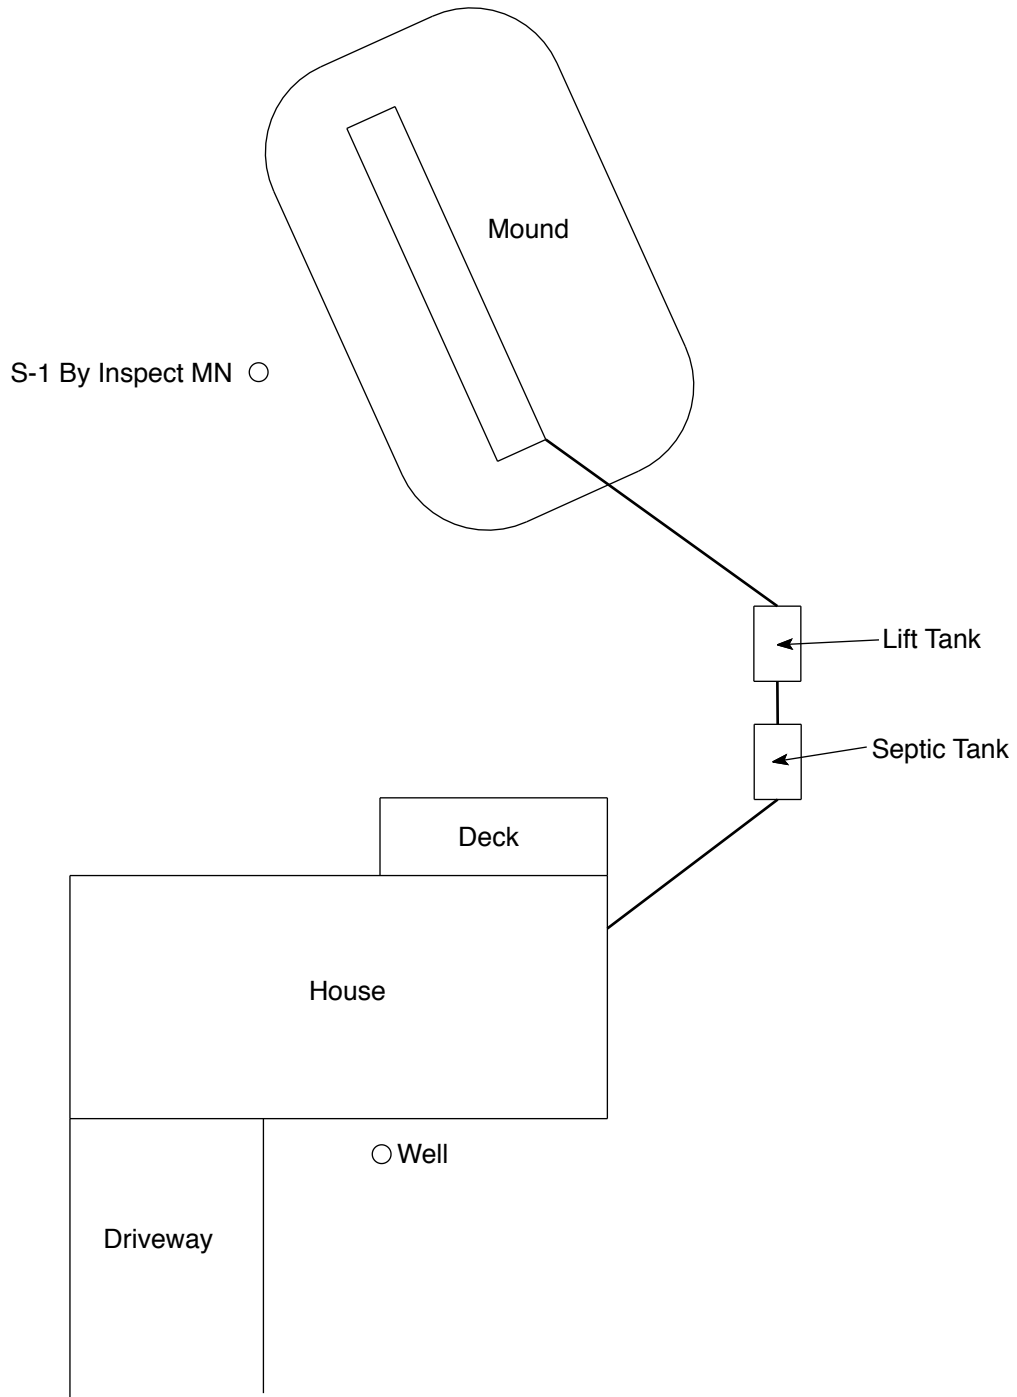 Mound
S-1 By Inspect MN
Lift Tank
Septic Tank
Deck
House
Well
Driveway